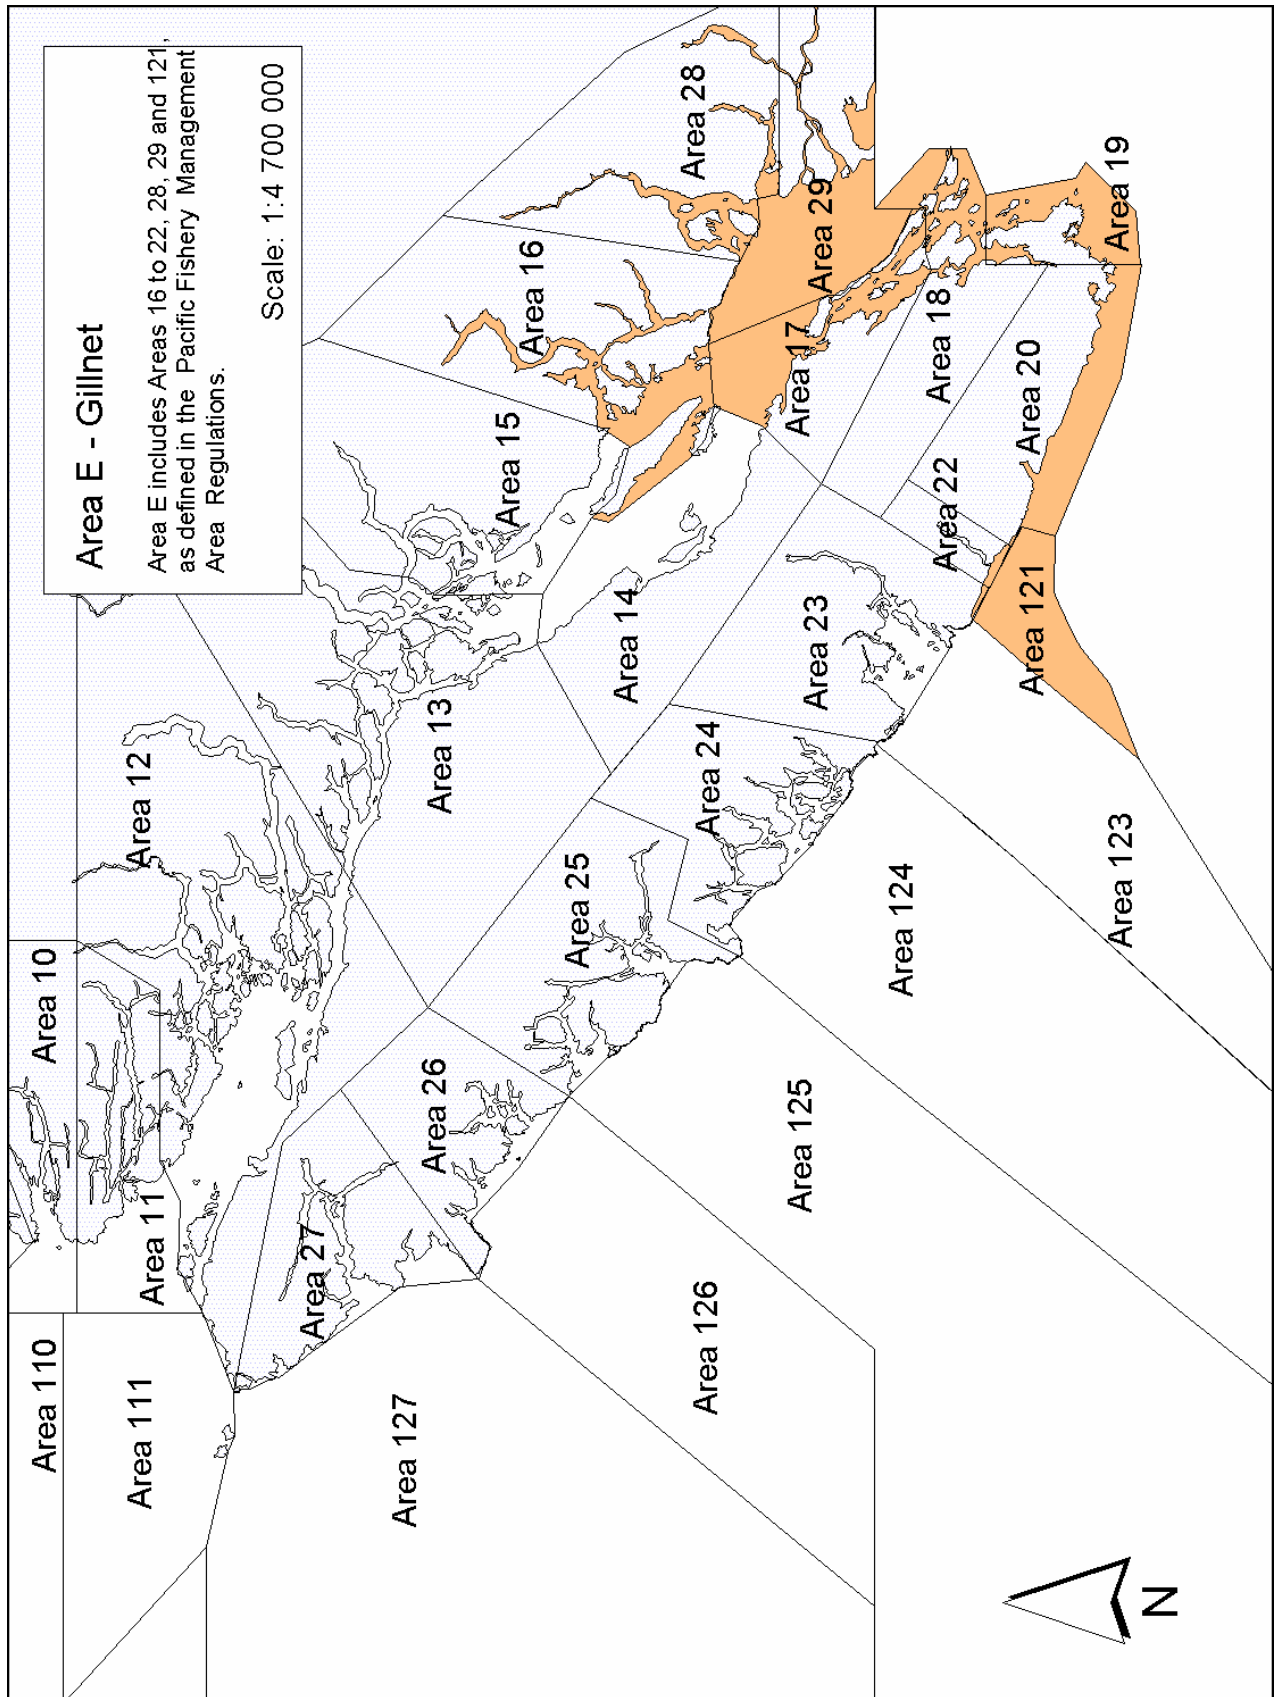 Area E - Gillnet
Area E includes Areas 16 to 22, 28, 29 and 121,
as defined in the Pacific Fishery Management
Area Regulations.
Scale: 1:4 700 000
Area 110
Area 10
Area 111
Area 11
Area 12
Area 27
Area 127
Area 26
Area 13
Area 15
Area 16
Area 28
Area 25
Area 14
Area 126
Area 24
Area 125
Area 23
Area 17
Area 29
Area 124
Area 22
Area 18
Area 121
Area 20
Area 123
Area 19
N